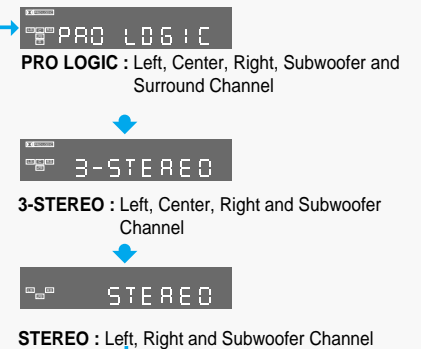 PRO LOGIC
PRO LOGIC : Left, Center, Right, Subwoofer and
Surround Channel
3-STEREO
3-STEREO : Left, Center, Right and Subwoofer
Channel
STEREO
STEREO : Left, Right and Subwoofer Channel